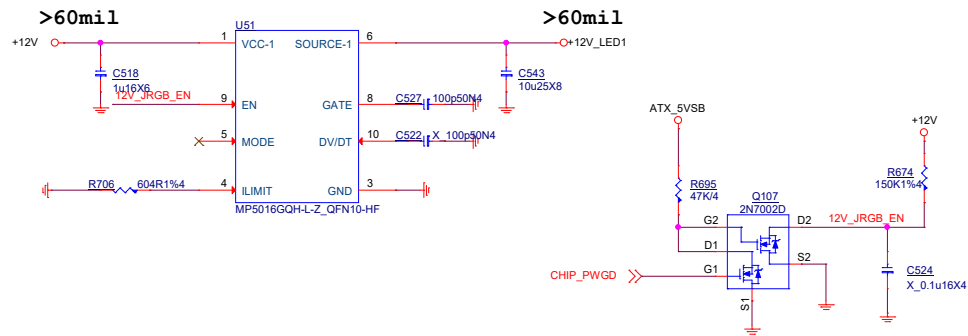 >60mil
>60mil
U51
+12V
1
VCC-1
SOURCE-1
6
+12V_LED1
C518
1u16X6
C543
10u25X8
12V_JRGB_EN
9
EN
GATE
8
C527
100p50N4
5
MODE
DV/DT
10
C522
X_100p50N4
R706
604R1%4
4
ILIMIT
GND
3
MP5016GQH-L-Z_QFN10-HF
ATX_5VSB
+12V
R695
47K/4
R674
150K1%4
Q107
2N7002D
G2
D2
12V_JRGB_EN
D1
S2
CHIP_PWGD
G1
S1
C524
X_0.1u16X4